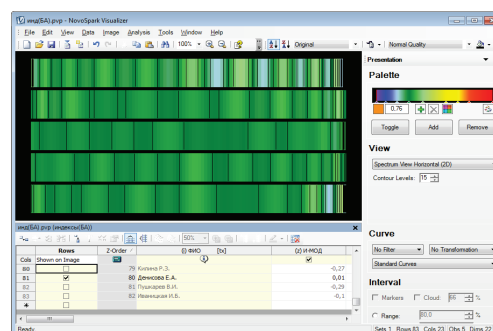 инд(БА).pvp - NovoSpark Visualizer
File Edit View Data Image Analysis Tools Window Help
100% Original Normal Quality
Presentation
Palette
0,76
Toggle Add Remove
View
Spectrum View Horizontal (2D)
Contour Levels: 15
Curve
No Filter No Transformation
Standard Curves
Interval
Markers Cloud: 66 %
Range: 80.0 %
инд(БА).pvp (индексы(БА))
50%
Rows Z-Order (i) ФИО [tx] (z) И-МОД
Cols Shown on Image
80 79 Килина Р.З. -0,27
81 80 Денисова Е.А. 0,01
82 81 Пушкарев В.И. -0,29
83 82 Иваницкая И.В. -0,1
Ready Sets 1 Rows 83 Cols 23 Obs 5 Dims 22